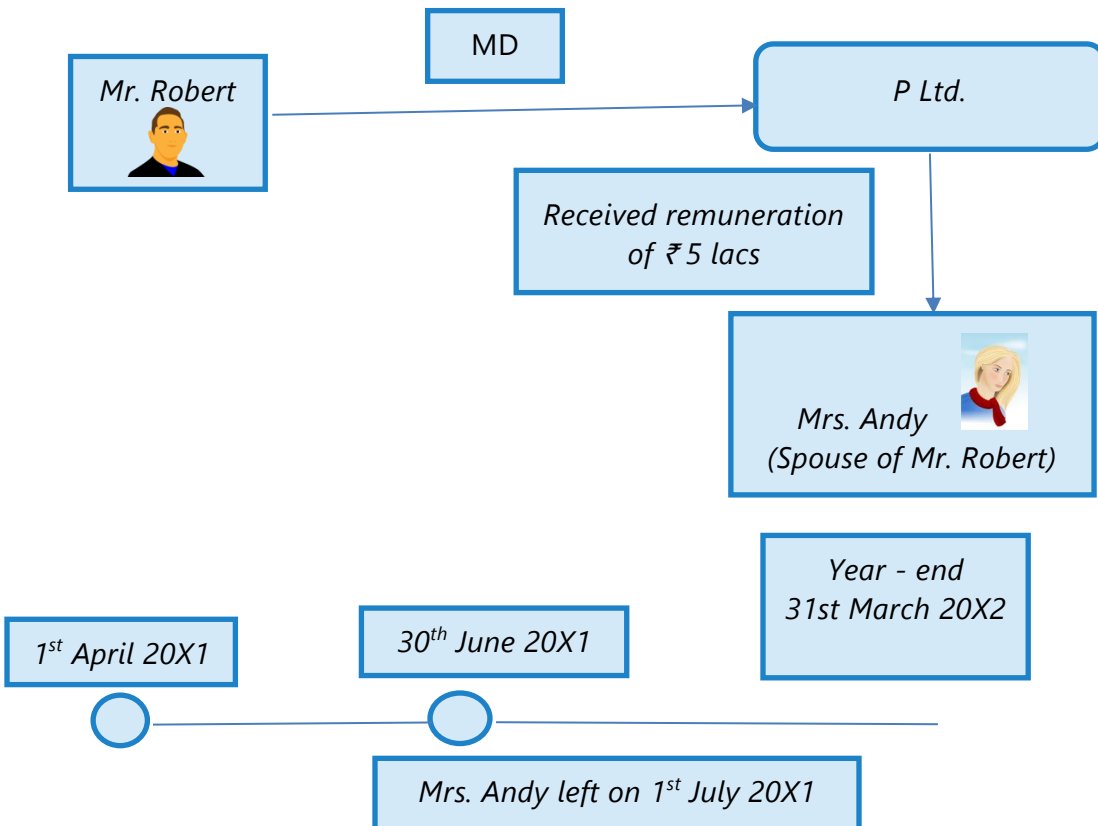 MD
Mr. Robert
P Ltd.
Received remuneration
of ₹ 5 lacs
Mrs. Andy
(Spouse of Mr. Robert)
Year - end
31st March 20X2
1st April 20X1
30th June 20X1
Mrs. Andy left on 1st July 20X1